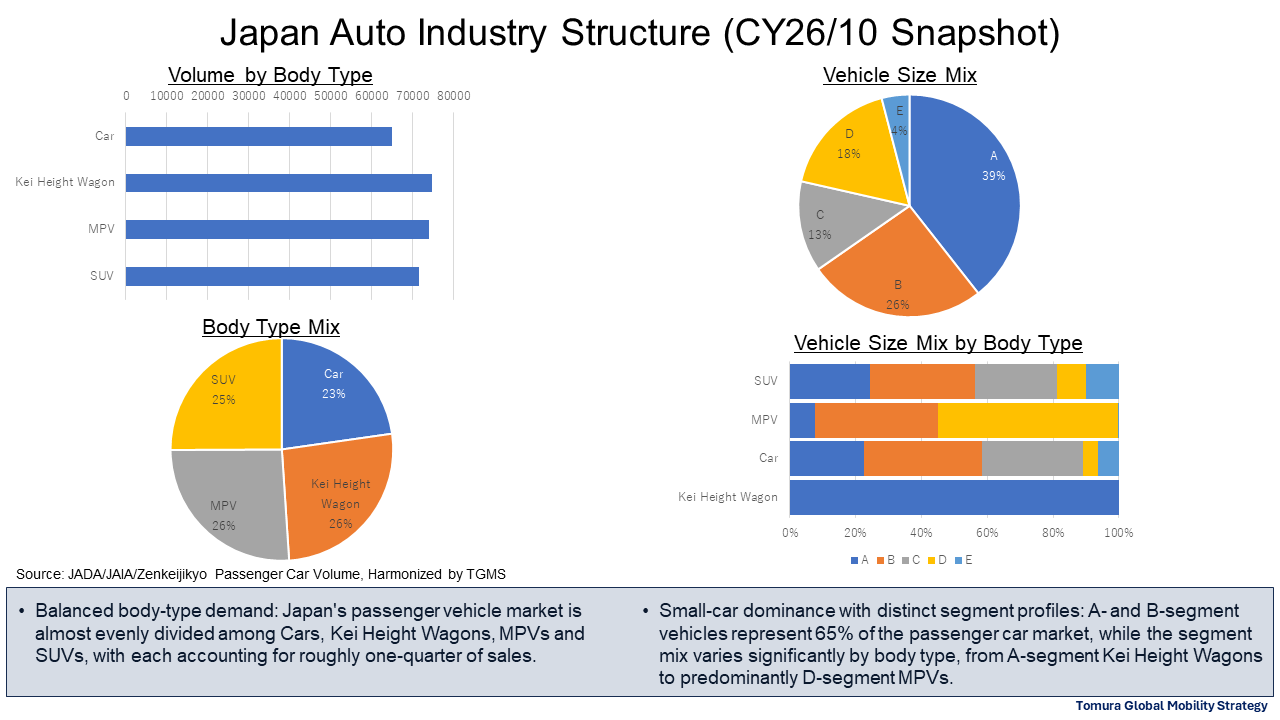 Japan Auto Industry Structure (CY26/10 Snapshot)
Volume by Body Type
0 10000 20000 30000 40000 50000 60000 70000 80000
Car
Kei Height Wagon
MPV
SUV
Vehicle Size Mix
E
4%
D
18%
A
39%
C
13%
B
26%
Body Type Mix
SUV
25%
Car
23%
MPV
26%
Kei Height
Wagon
26%
Vehicle Size Mix by Body Type
SUV
MPV
Car
Kei Height Wagon
0% 20% 40% 60% 80% 100%
A B C D E
Source: JADA/JAIA/Zenkeijikyo Passenger Car Volume, Harmonized by TGMS
• Balanced body-type demand: Japan's passenger vehicle market is
almost evenly divided among Cars, Kei Height Wagons, MPVs and
SUVs, with each accounting for roughly one-quarter of sales.
• Small-car dominance with distinct segment profiles: A- and B-segment
vehicles represent 65% of the passenger car market, while the segment
mix varies significantly by body type, from A-segment Kei Height Wagons
to predominantly D-segment MPVs.
Tomura Global Mobility Strategy